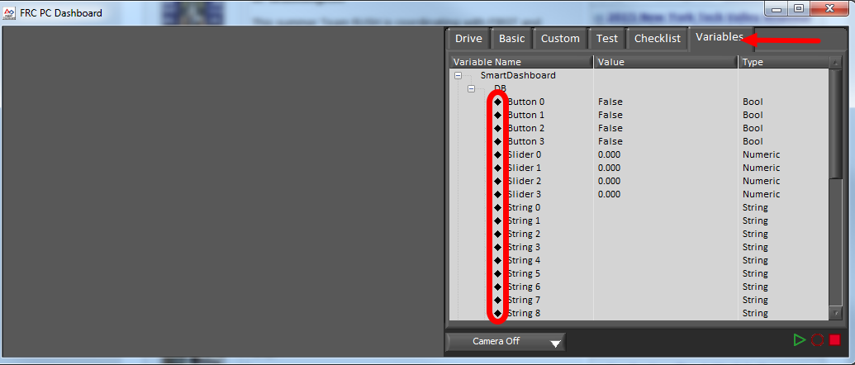 FRC PC Dashboard
Drive Basic Custom Test Checklist Variables
Variable Name Value Type
SmartDashboard
DB
Button 0 False Bool
Button 1 False Bool
Button 2 False Bool
Button 3 False Bool
Slider 0 0.000 Numeric
Slider 1 0.000 Numeric
Slider 2 0.000 Numeric
Slider 3 0.000 Numeric
String 0 String
String 1 String
String 2 String
String 3 String
String 4 String
String 5 String
String 6 String
String 7 String
String 8 String
Camera Off